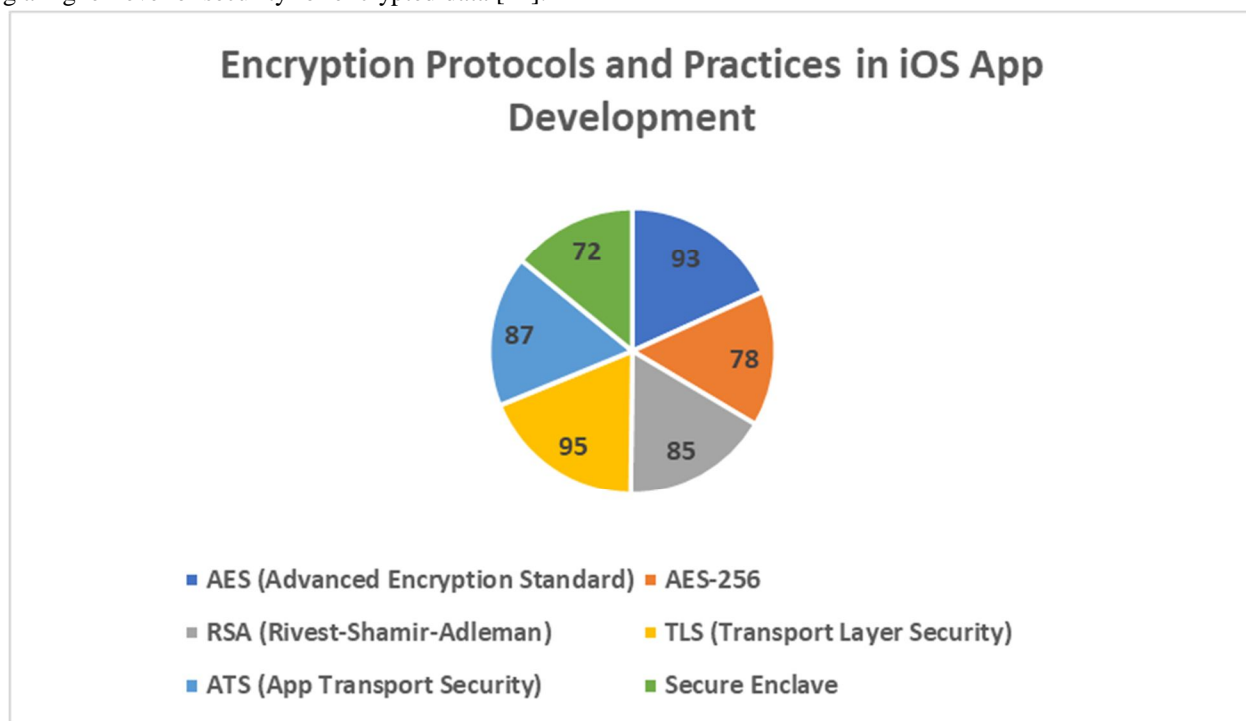 Encryption Protocols and Practices in iOS App
Development
72
93
87
78
95
85
AES (Advanced Encryption Standard) AES-256
RSA (Rivest-Shamir-Adleman) TLS (Transport Layer Security)
ATS (App Transport Security) Secure Enclave